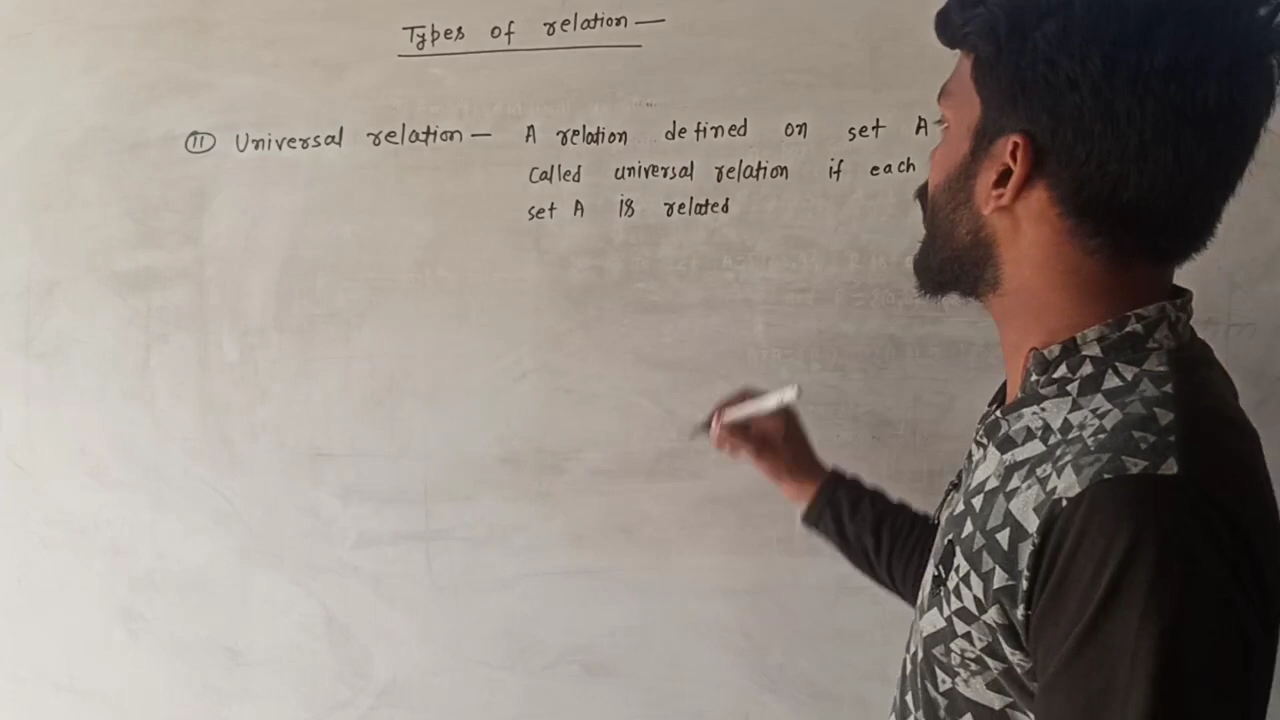 Types of relation —
(11) Universal relation — A relation defined on set A
called universal relation if each
set A is related